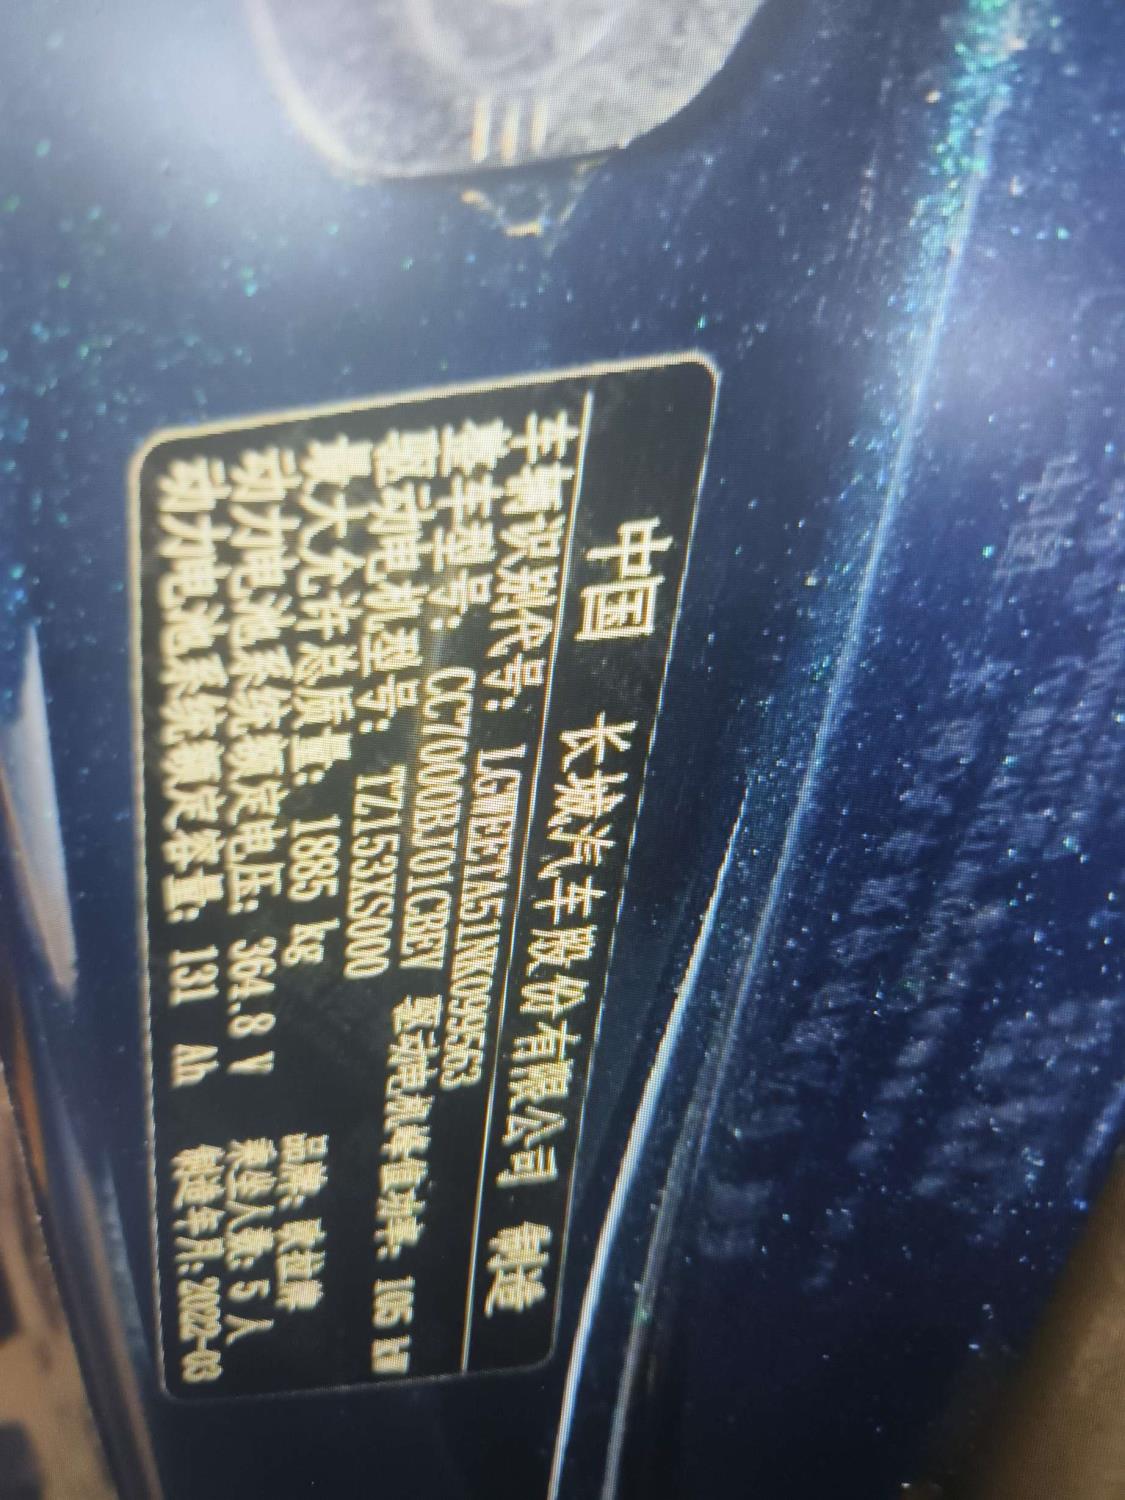 中国 长城汽车股份有限公司 制造
车辆识别代号: LGWEETA51NK099563
整车型号: CC7000BJ01CBEV
驱动电机型号: TZ153XS000 驱动电机峰值功率: 105 kW
最大允许总质量: 1885 kg 品牌: 欧拉牌
动力电池系统额定电压: 364.8 V 乘坐人数: 5 人
动力电池系统额定容量: 131 Ah 制造年月: 2022-03